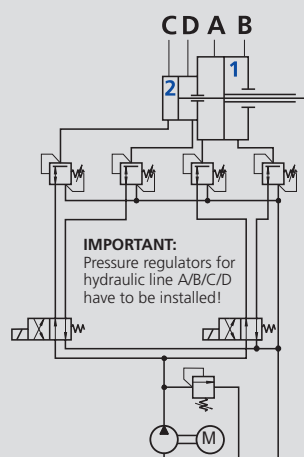 C D A B
1
2
IMPORTANT:
Pressure regulators for
hydraulic line A/B/C/D
have to be installed!
M